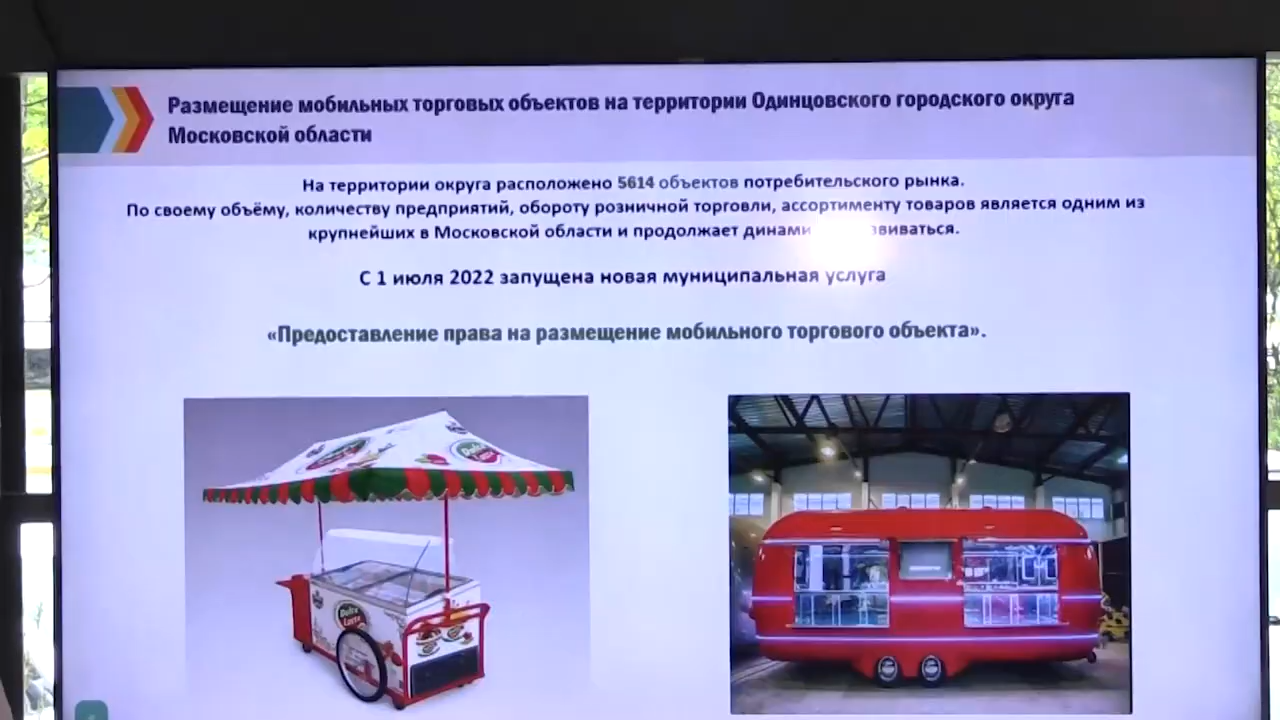 Размещение мобильных торговых объектов на территории Одинцовского городского округа
Московской области
На территории округа расположено 5614 объектов потребительского рынка.
По своему объёму, количеству предприятий, обороту розничной торговли, ассортименту товаров является одним из
крупнейших в Московской области и продолжает
С 1 июля 2022 запущена новая муниципальная услуга
«Предоставление права на размещение мобильного торгового объекта».
Dolce
Latte